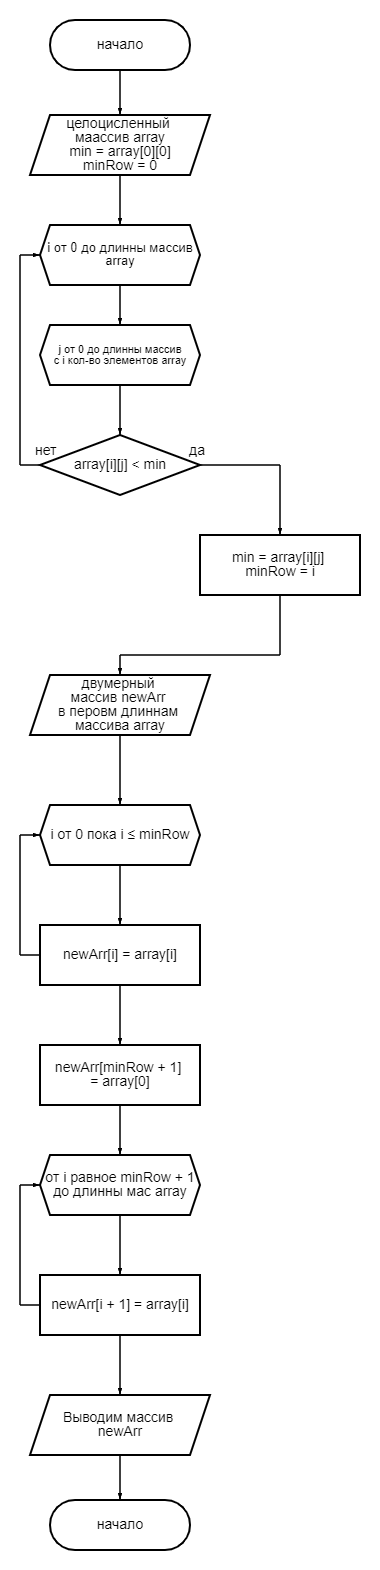 начало
целоцисленный
маассив array
min = array[0][0]
minRow = 0
i от 0 до длинны массив
array
j от 0 до длинны массив
с i кол-во элементов array
нет
да
array[i][j] < min
min = array[i][j]
minRow = i
двумерный
массив newArr
в перовм длиннам
массива array
i от 0 пока i ≤ minRow
newArr[i] = array[i]
newArr[minRow + 1]
= array[0]
от i равное minRow + 1
до длинны мас array
newArr[i + 1] = array[i]
Выводим массив
newArr
начало